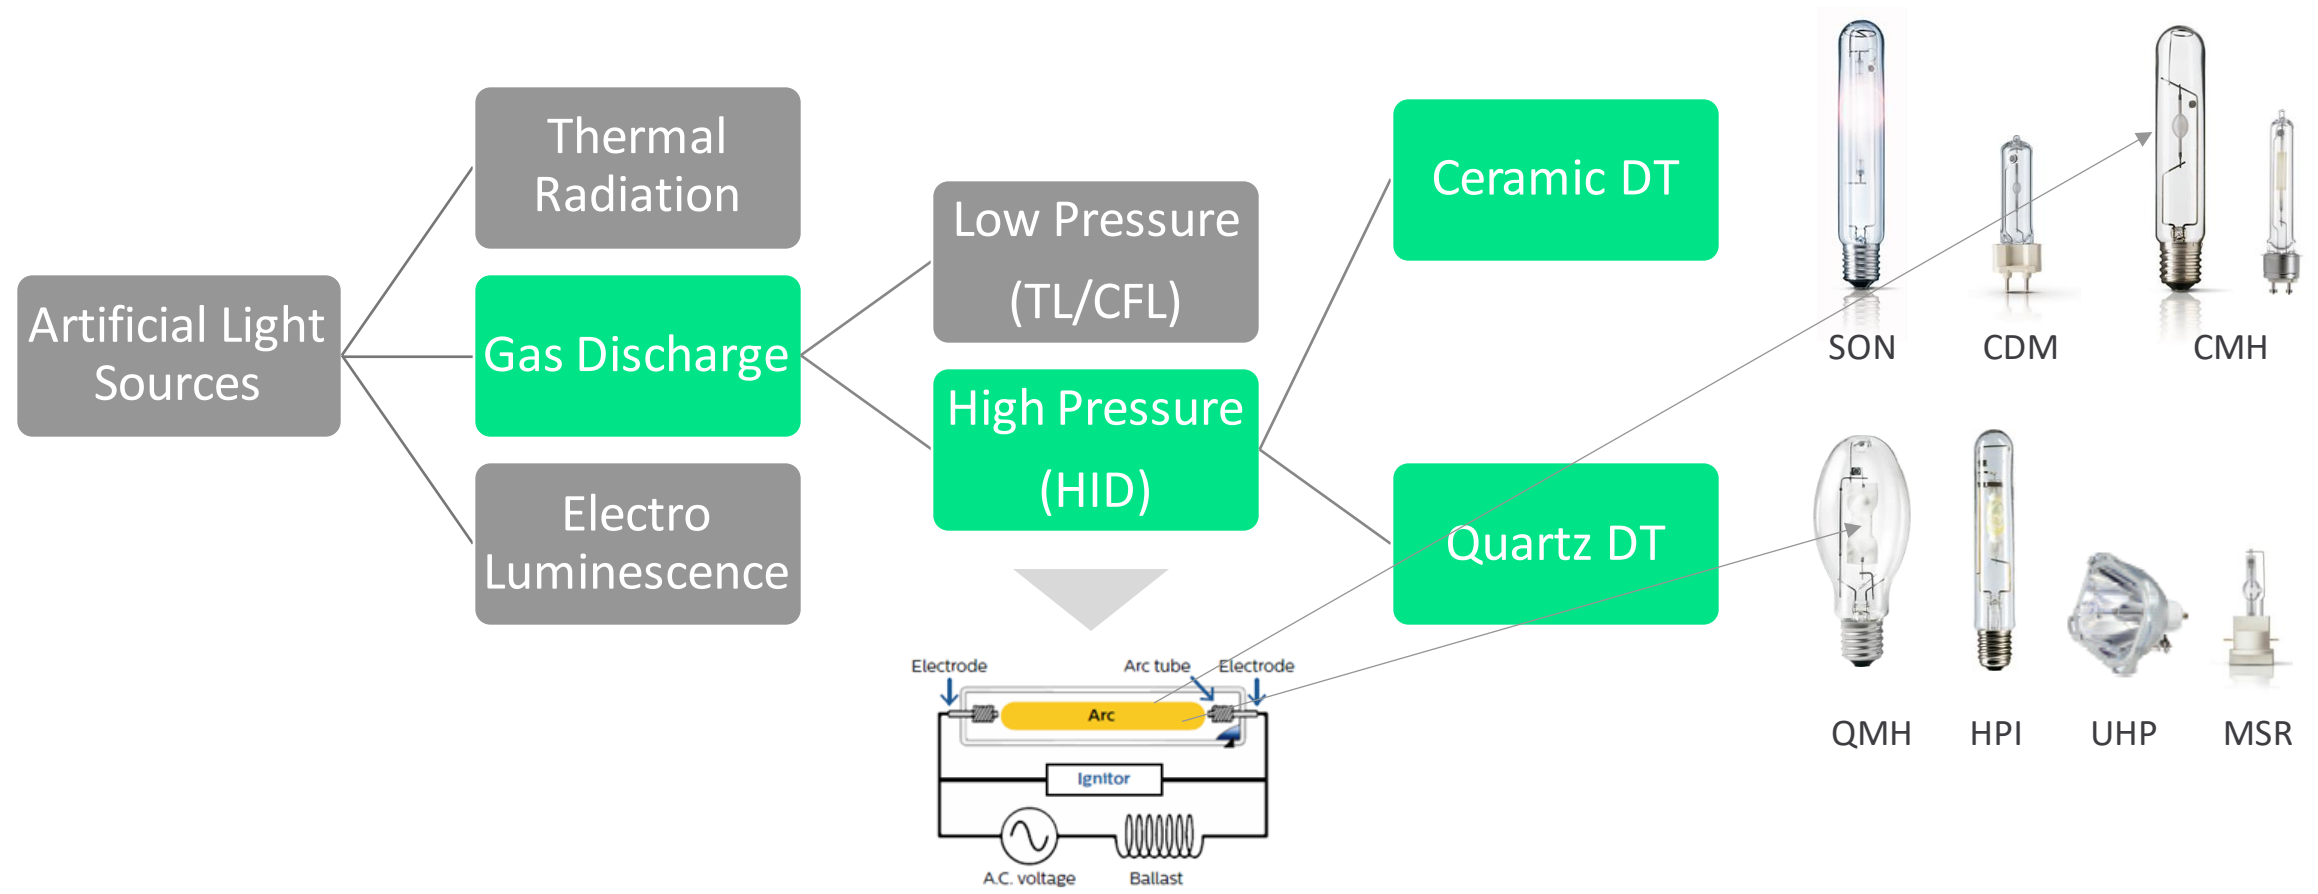 Thermal
Radiation
Artificial Light
Sources
Gas Discharge
Electro
Luminescence
Low Pressure
(TL/CFL)
High Pressure
(HID)
Ceramic DT
Quartz DT
SON
CDM
CMH
QMH
HPI
UHP
MSR
Electrode
Arc tube
Electrode
Arc
Ignitor
A.C. voltage
Ballast